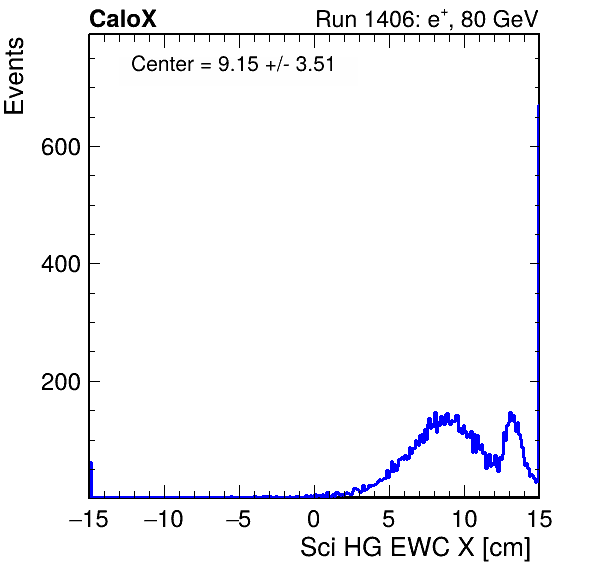 CaloX Run 1406: e⁺, 80 GeV
Center = 9.15 +/- 3.51
Events
600
400
200
−15 −10 −5 0 5 10 15
Sci HG EWC X [cm]